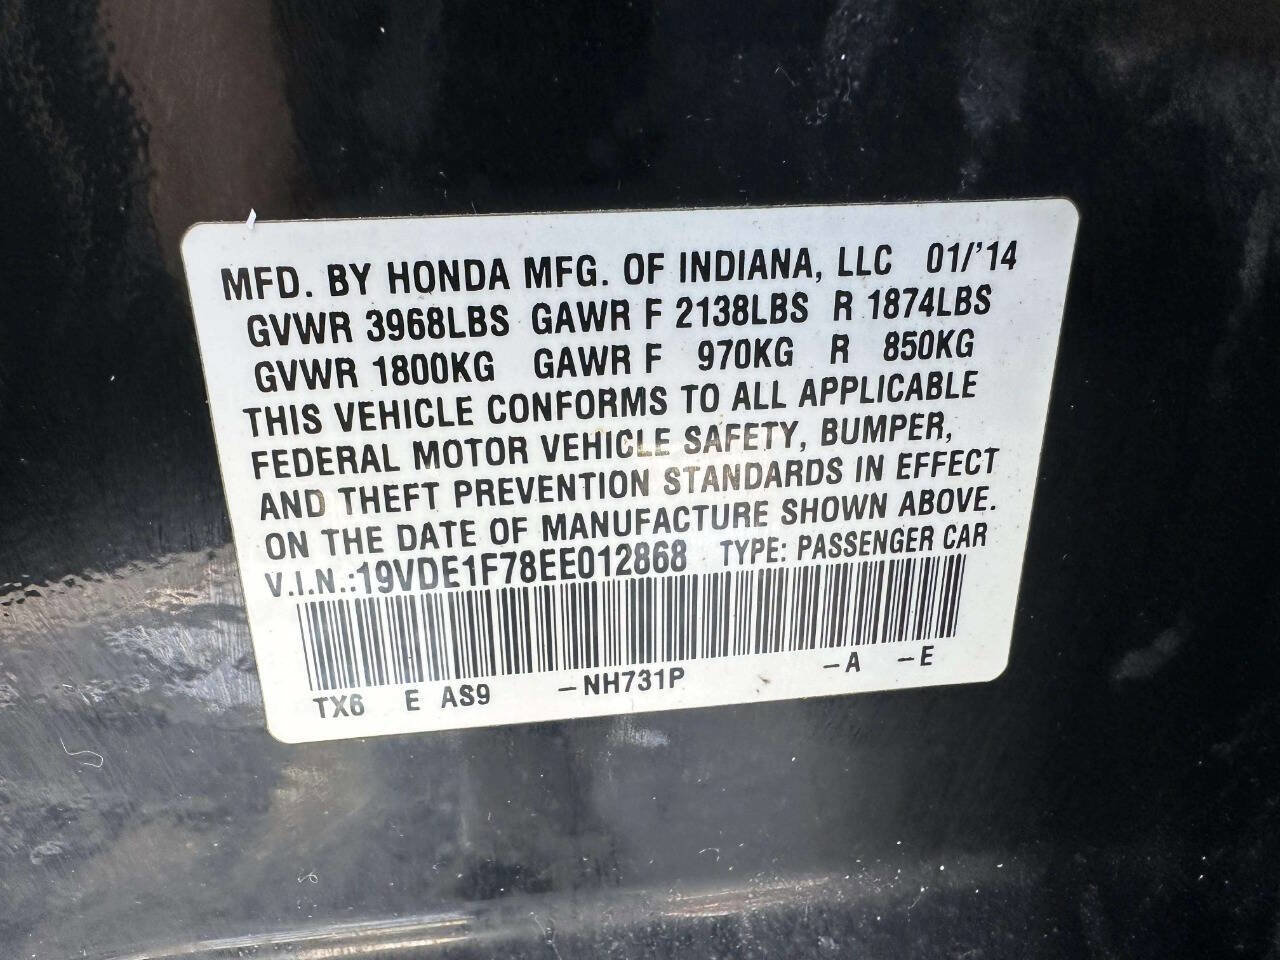 MFD. BY HONDA MFG. OF INDIANA, LLC 01/'14
GVWR 3968LBS GAWR F 2138LBS R 1874LBS
GVWR 1800KG GAWR F 970KG R 850KG
THIS VEHICLE CONFORMS TO ALL APPLICABLE
FEDERAL MOTOR VEHICLE SAFETY, BUMPER,
AND THEFT PREVENTION STANDARDS IN EFFECT
ON THE DATE OF MANUFACTURE SHOWN ABOVE.
V.I.N.:19VDE1F78EE012868 TYPE: PASSENGER CAR
TX6 E AS9 -NH731P -A -E